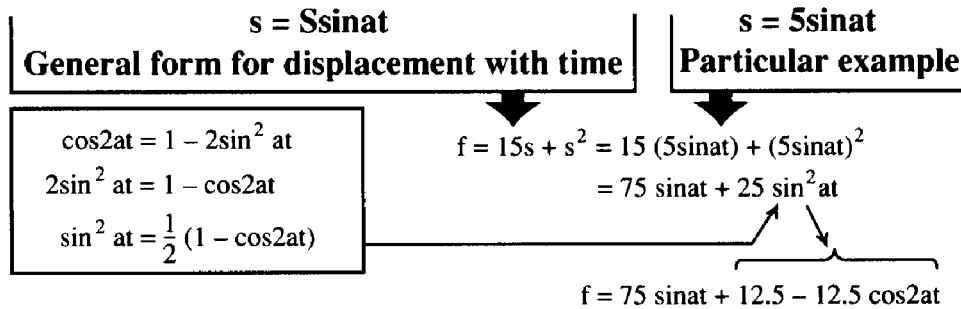 s = Ssinat
General form for displacement with time
s = 5sinat
Particular example
cos2at = 1 – 2sin² at
2sin² at = 1 – cos2at
sin² at = 1/2 (1 – cos2at)
f = 15s + s² = 15 (5sinat) + (5sinat)²
= 75 sinat + 25 sin²at
f = 75 sinat + 12.5 – 12.5 cos2at